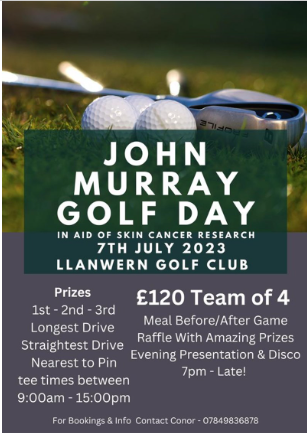 JOHN
MURRAY
GOLF DAY
IN AID OF SKIN CANCER RESEARCH
7TH JULY 2023
LLANWERN GOLF CLUB
Prizes
1st - 2nd - 3rd
Longest Drive
Straightest Drive
Nearest to Pin
tee times between
9:00am - 15:00pm
£120 Team of 4
Meal Before/After Game
Raffle With Amazing Prizes
Evening Presentation & Disco
7pm - Late!
For Bookings & Info Contact Conor - 07849836878